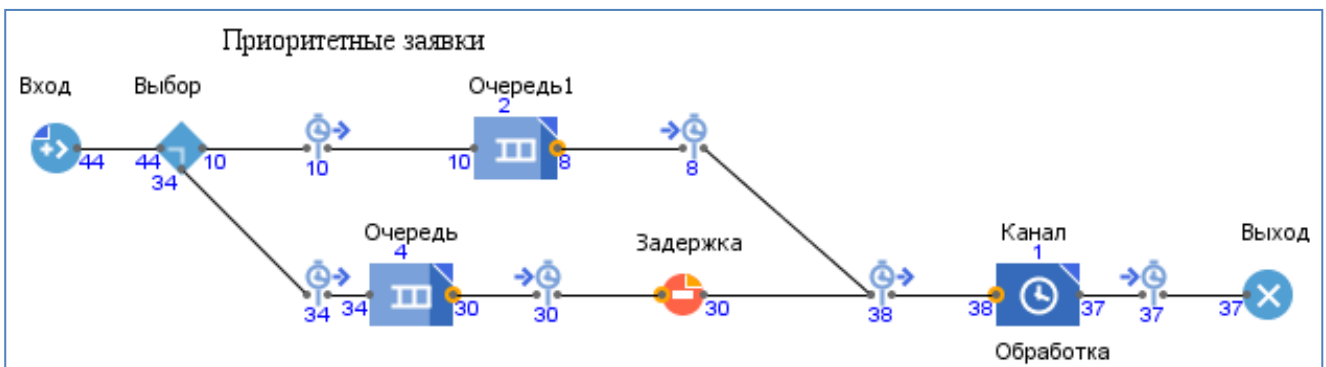 Приоритетные заявки
Вход Выбор Очередь1
2
44 44 10 10 10 8 8
34
Очередь Задержка Канал Выход
4 1
34 34 30 30 30 38 38 37 37 37
Обработка